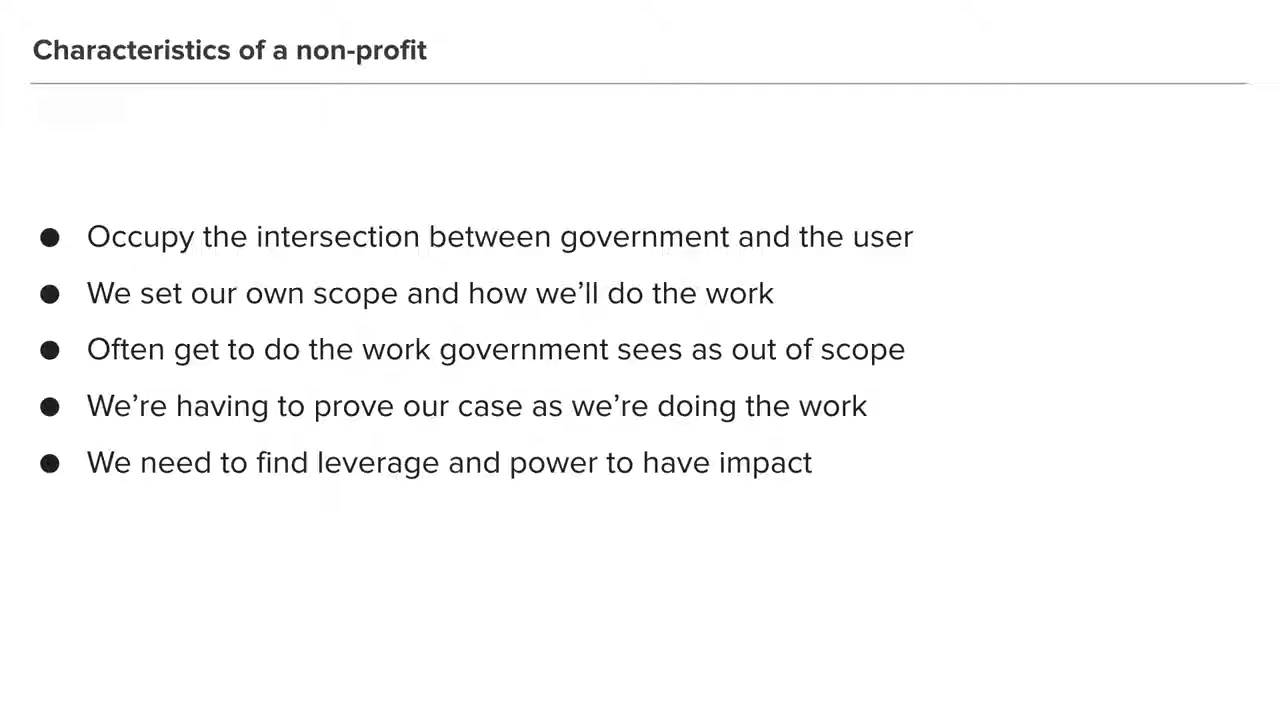 Characteristics of a non-profit
● Occupy the intersection between government and the user
● We set our own scope and how we’ll do the work
● Often get to do the work government sees as out of scope
● We’re having to prove our case as we’re doing the work
● We need to find leverage and power to have impact